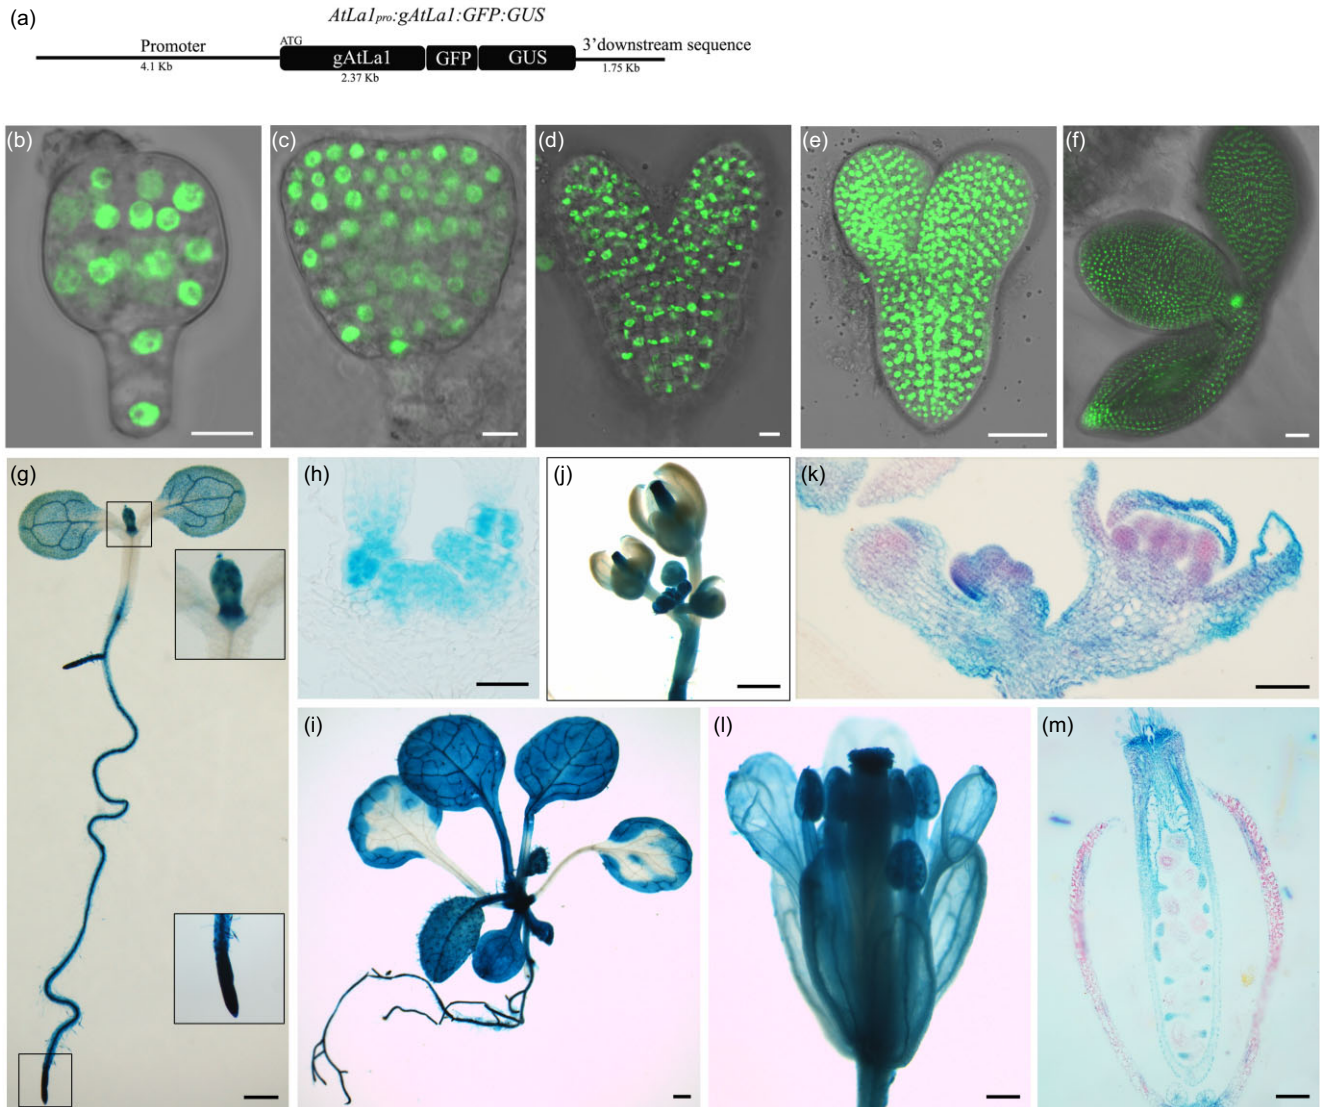 (a)
AtLa1pro:gAtLa1:GFP:GUS
Promoter
4.1 Kb
ATG
gAtLa1
GFP
GUS
2.37 Kb
3'downstream sequence
1.75 Kb
(b)
(c)
(d)
(e)
(f)
(g)
(h)
(j)
(k)
(i)
(l)
(m)